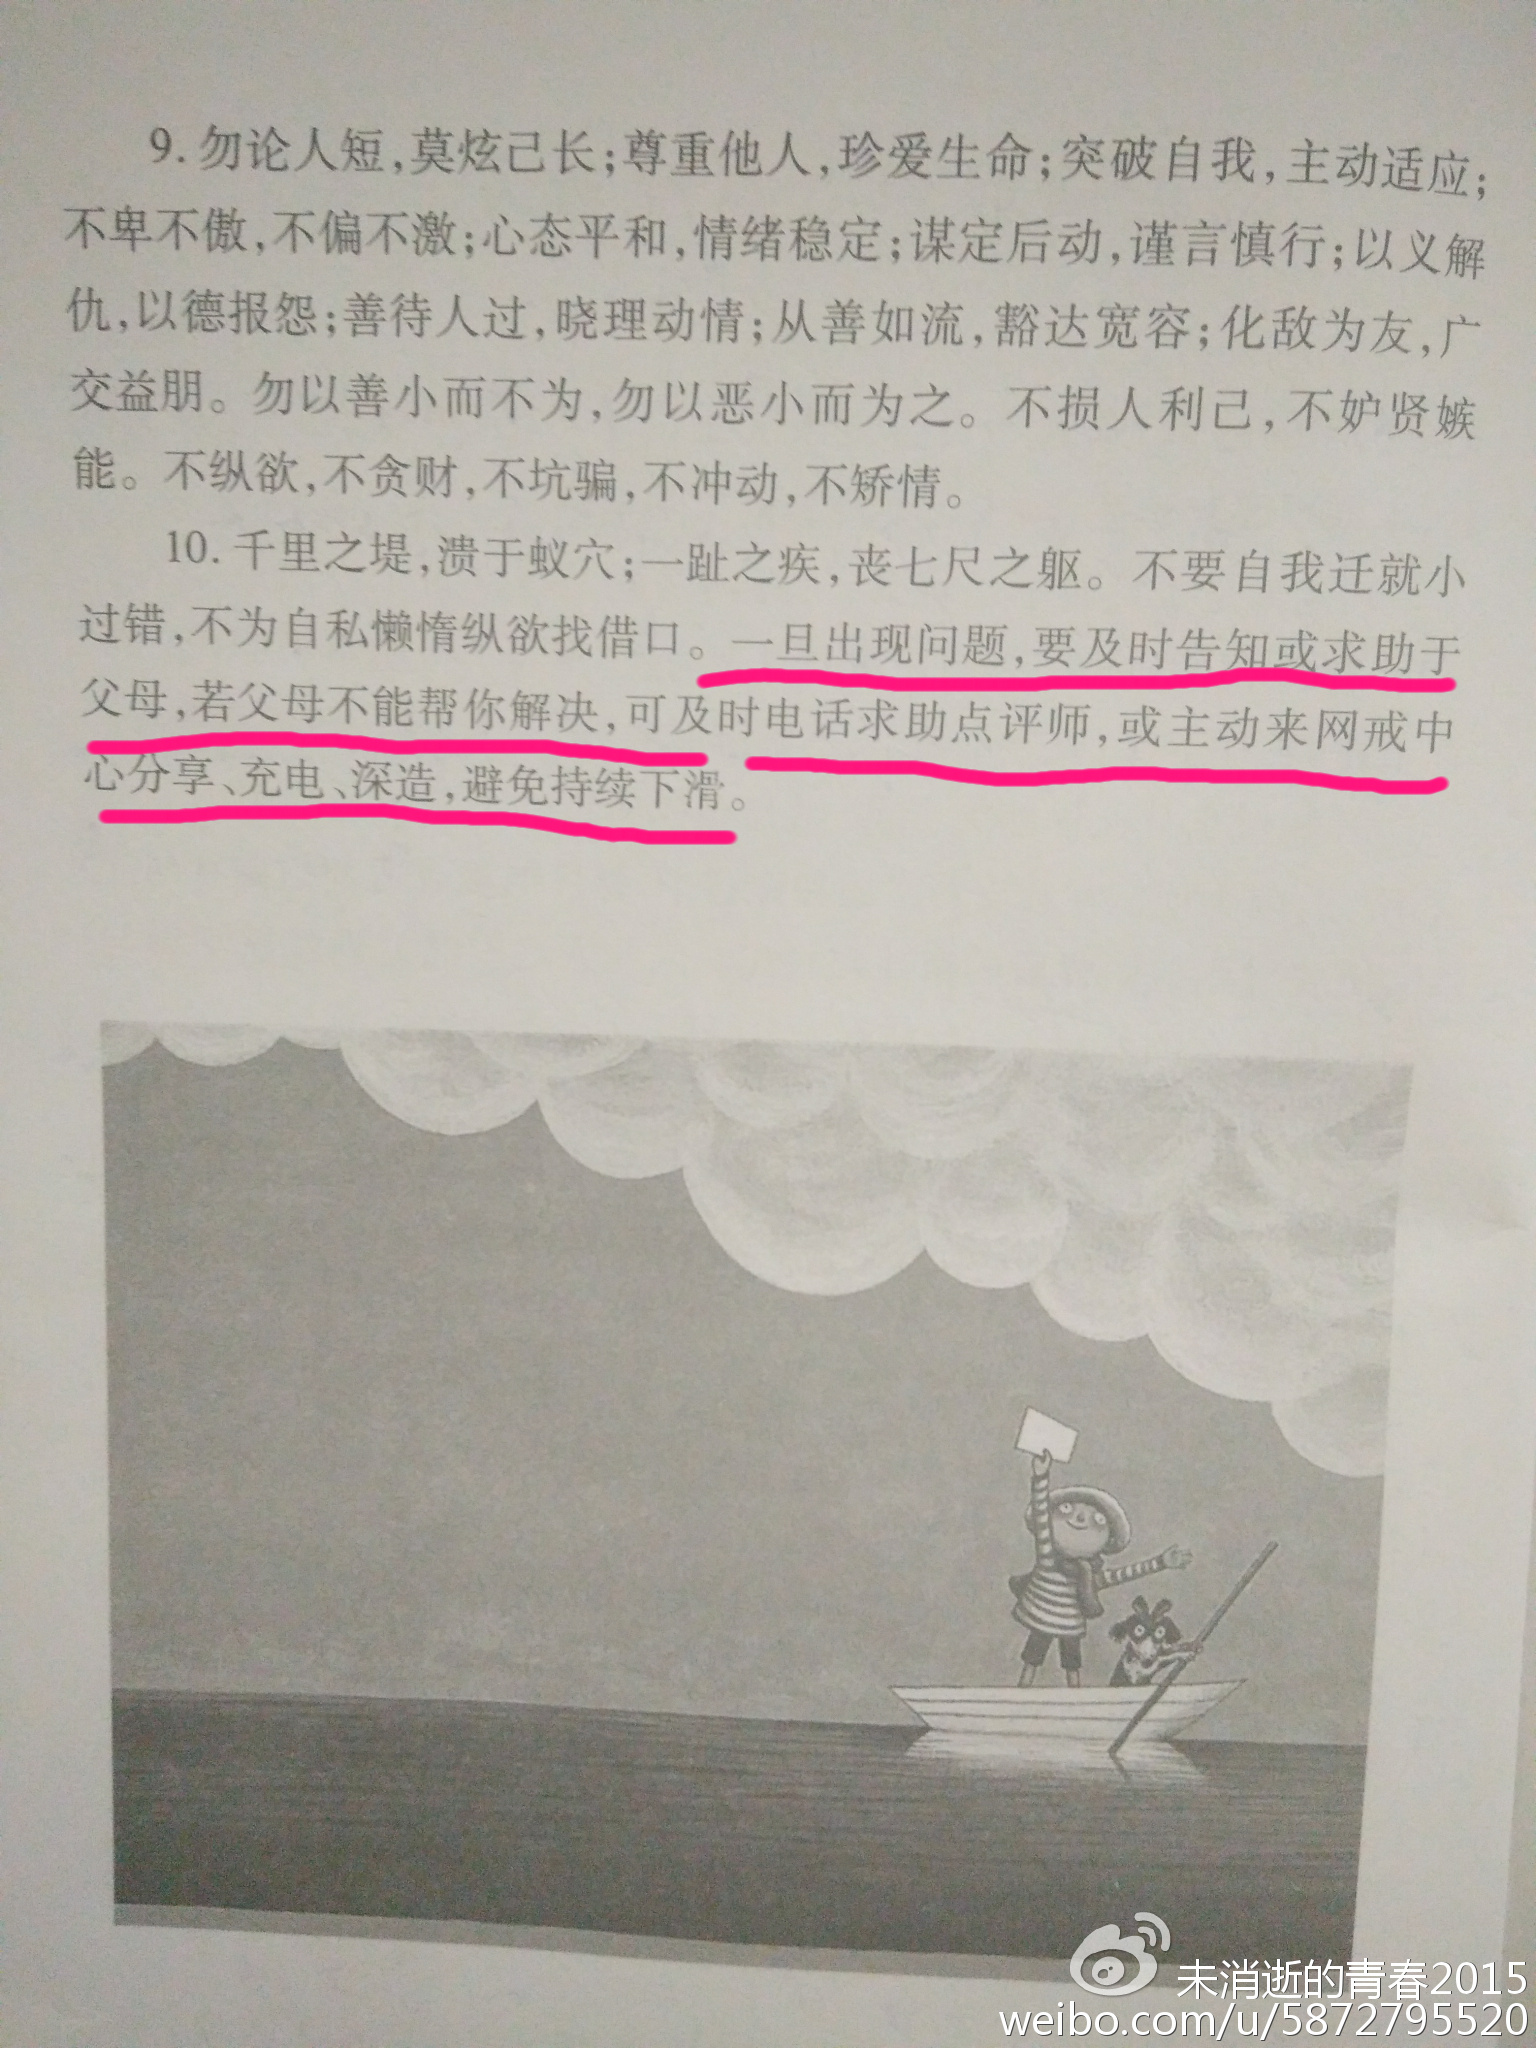 9. 勿论人短,莫炫己长;尊重他人,珍爱生命;突破自我,主动适应;
不卑不傲,不偏不激;心态平和,情绪稳定;谋定后动,谨言慎行;以义解
仇,以德报怨;善待人过,晓理动情;从善如流,豁达宽容;化敌为友,广
交益朋。勿以善小而不为,勿以恶小而为之。不损人利己,不妒贤嫉
能。不纵欲,不贪财,不坑骗,不冲动,不矫情。
10. 千里之堤,溃于蚁穴;一趾之疾,丧七尺之躯。不要自我迁就小
过错,不为自私懒惰纵欲找借口。一旦出现问题,要及时告知或求助于
父母,若父母不能帮你解决,可及时电话求助点评师,或主动来网戒中
心分享、充电、深造,避免持续下滑。
未消逝的青春2015
weibo.com/u/5872795520